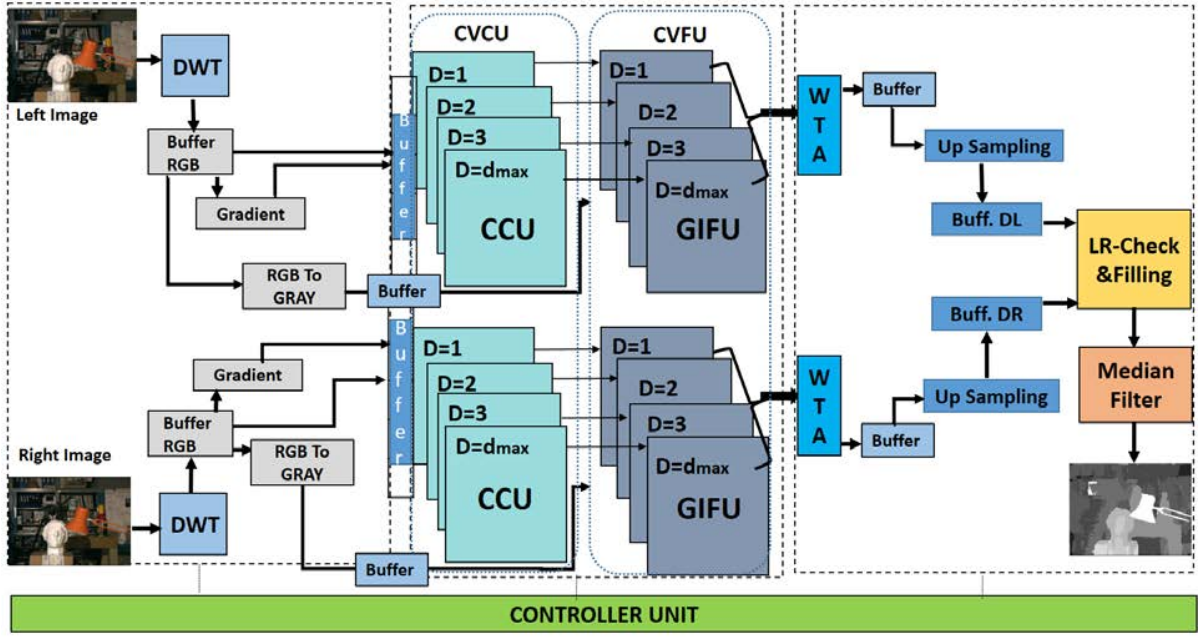 CVCU
CVFU
Left Image
DWT
Buffer
RGB
Gradient
RGB To
GRAY
Buffer
Buffer
D=1
D=2
D=3
D=dmax
CCU
D=1
D=2
D=3
D=dmax
GIFU
W
T
A
Buffer
Up Sampling
Buff. DL
LR-Check
&Filling
Median
Filter
Right Image
DWT
Buffer
RGB
Gradient
RGB To
GRAY
Buffer
Buffer
D=1
D=2
D=3
D=dmax
CCU
D=1
D=2
D=3
D=dmax
GIFU
W
T
A
Buffer
Up Sampling
Buff. DR
CONTROLLER UNIT